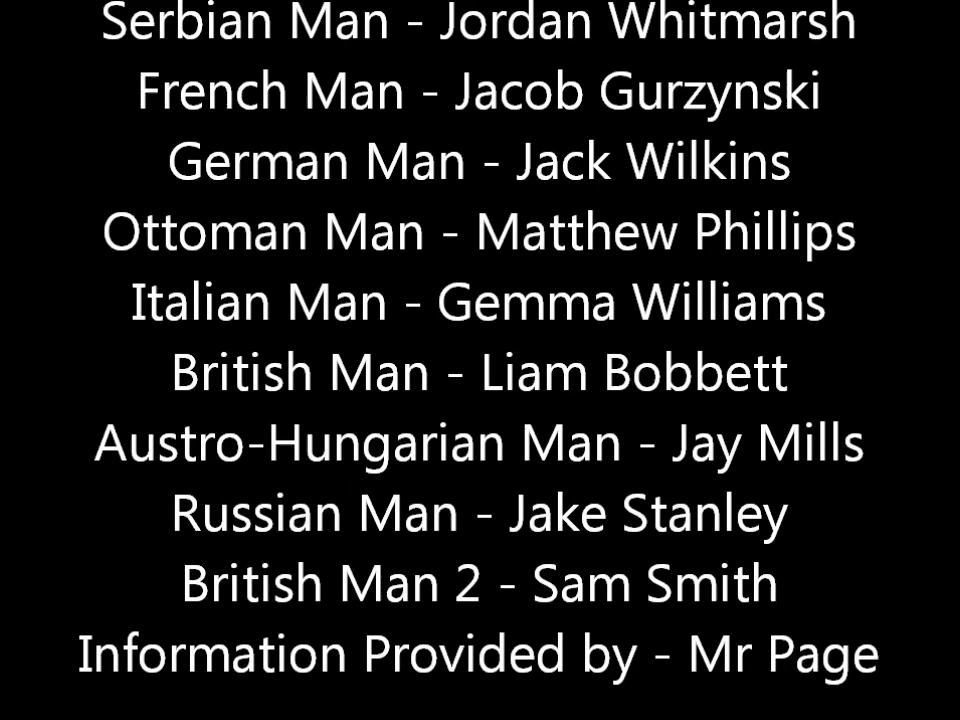 Serbian Man - Jordan Whitmarsh
French Man - Jacob Gurzynski
German Man - Jack Wilkins
Ottoman Man - Matthew Phillips
Italian Man - Gemma Williams
British Man - Liam Bobbett
Austro-Hungarian Man - Jay Mills
Russian Man - Jake Stanley
British Man 2 - Sam Smith
Information Provided by - Mr Page